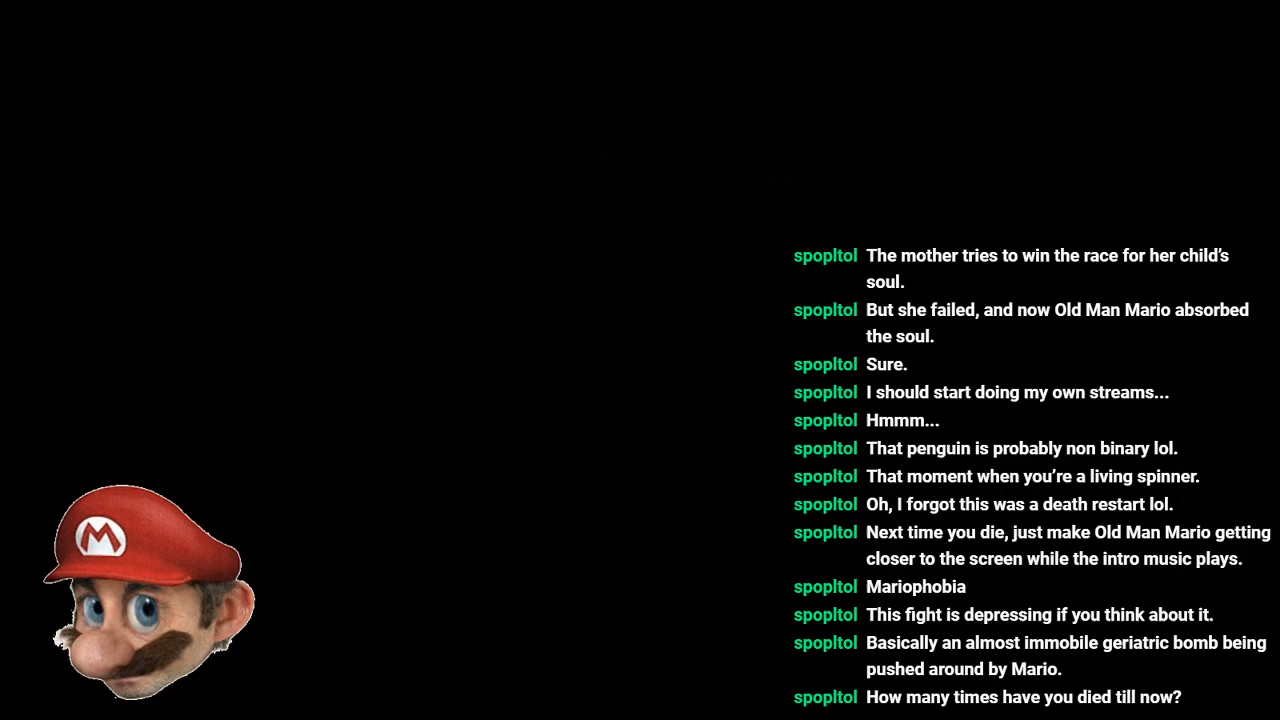 spopltol The mother tries to win the race for her child’s
soul.
spopltol But she failed, and now Old Man Mario absorbed
the soul.
spopltol Sure.
spopltol I should start doing my own streams...
spopltol Hmmm...
spopltol That penguin is probably non binary lol.
spopltol That moment when you’re a living spinner.
spopltol Oh, I forgot this was a death restart lol.
spopltol Next time you die, just make Old Man Mario getting
closer to the screen while the intro music plays.
spopltol Mariophobia
spopltol This fight is depressing if you think about it.
spopltol Basically an almost immobile geriatric bomb being
pushed around by Mario.
spopltol How many times have you died till now?
M